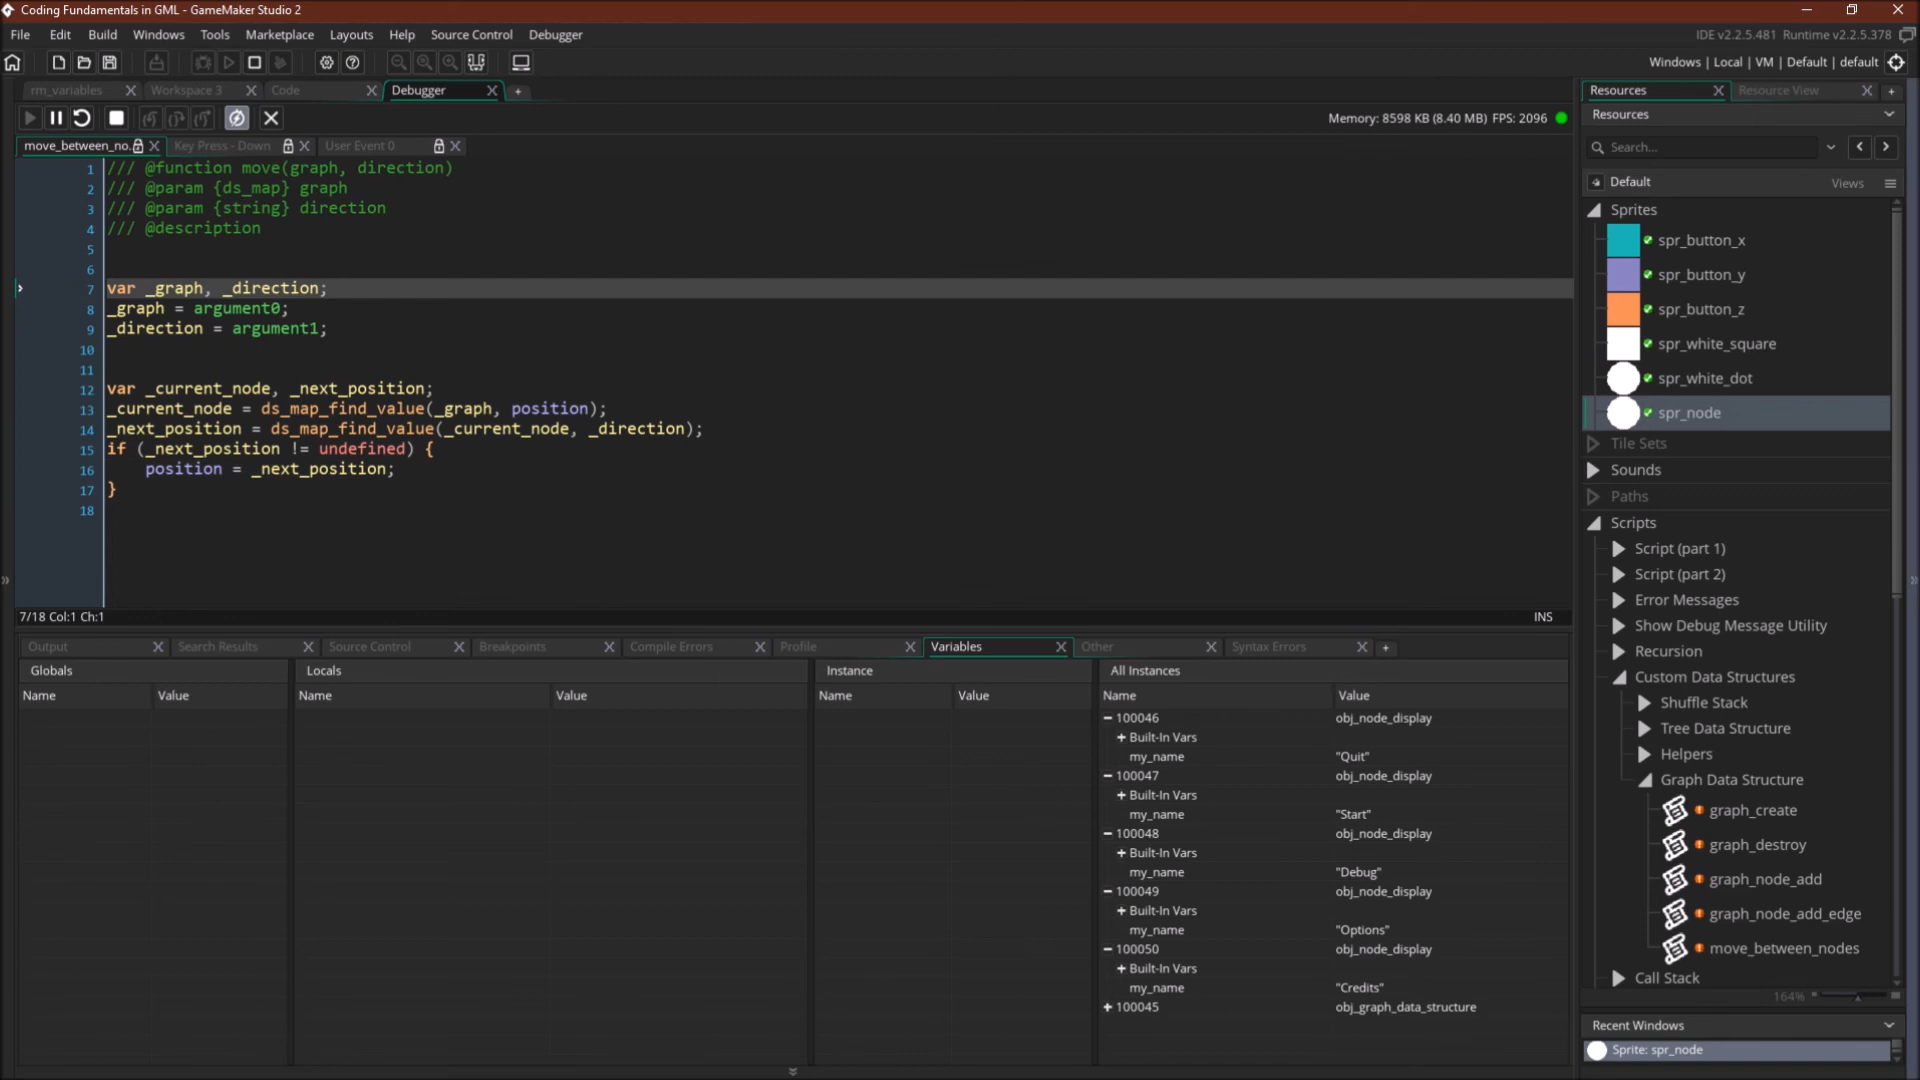 Coding Fundamentals in GML - GameMaker Studio 2
File Edit Build Windows Tools Marketplace Layouts Help Source Control Debugger
IDE v2.2.5.481 Runtime v2.2.5.378
Windows | Local | VM | Default | default
rm_variables Workspace 3 Code Debugger +
Memory: 8598 KB (8.40 MB) FPS: 2096
move_between_no. Key Press - Down User Event 0
1 /// @function move(graph, direction)
2 /// @param {ds_map} graph
3 /// @param {string} direction
4 /// @description
5
6
7 var _graph, _direction;
8 _graph = argument0;
9 _direction = argument1;
10
11
12 var _current_node, _next_position;
13 _current_node = ds_map_find_value(_graph, position);
14 _next_position = ds_map_find_value(_current_node, _direction);
15 if (_next_position != undefined) {
16 position = _next_position;
17 }
18
7/18 Col:1 Ch:1 INS
Output Search Results Source Control Breakpoints Compile Errors Profile Variables Other Syntax Errors +
Globals Locals Instance All Instances
Name Value Name Value Name Value Name Value
100046 obj_node_display
Built-In Vars
my_name "Quit"
100047 obj_node_display
Built-In Vars
my_name "Start"
100048 obj_node_display
Built-In Vars
my_name "Debug"
100049 obj_node_display
Built-In Vars
my_name "Options"
100050 obj_node_display
Built-In Vars
my_name "Credits"
100045 obj_graph_data_structure
Resources Resource View +
Resources
Search...
Default Views
Sprites
spr_button_x
spr_button_y
spr_button_z
spr_white_square
spr_white_dot
spr_node
Tile Sets
Sounds
Paths
Scripts
Script (part 1)
Script (part 2)
Error Messages
Show Debug Message Utility
Recursion
Custom Data Structures
Shuffle Stack
Tree Data Structure
Helpers
Graph Data Structure
graph_create
graph_destroy
graph_node_add
graph_node_add_edge
move_between_nodes
Call Stack
164%
Recent Windows
Sprite: spr_node